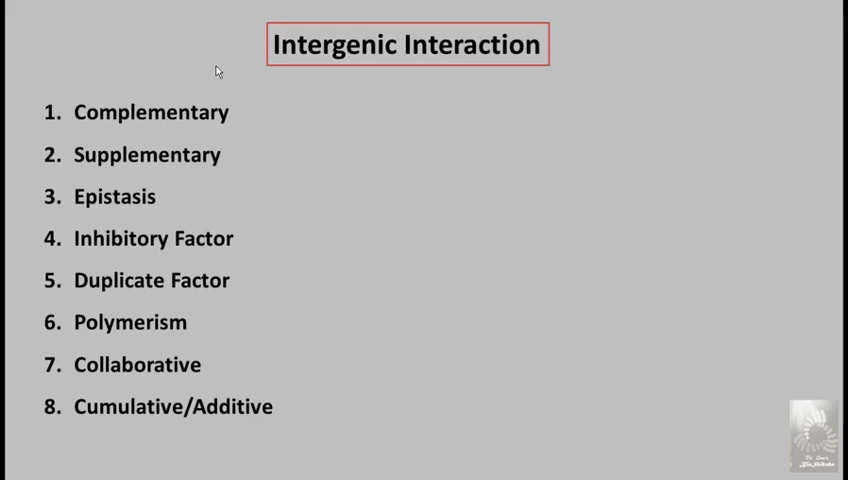 Intergenic Interaction
1. Complementary
2. Supplementary
3. Epistasis
4. Inhibitory Factor
5. Duplicate Factor
6. Polymerism
7. Collaborative
8. Cumulative/Additive